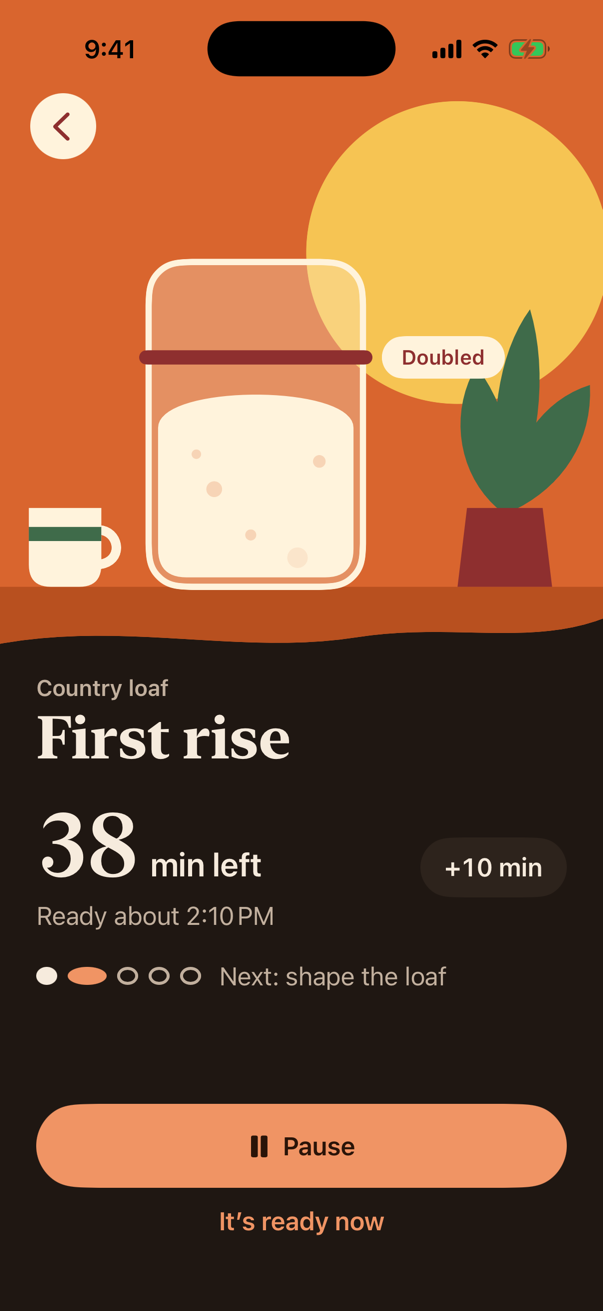 9:41
Doubled
Country loaf
First rise
38 min left
+10 min
Ready about 2:10 PM
Next: shape the loaf
Pause
It’s ready now